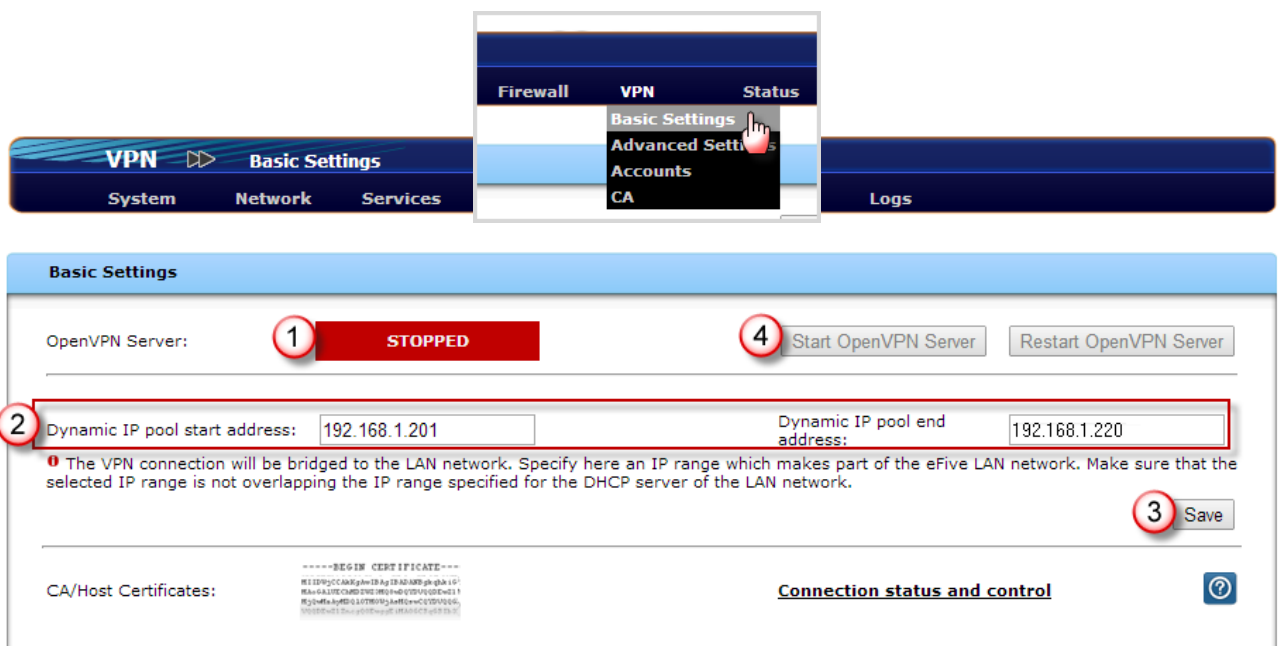 Firewall VPN Status
Basic Settings
Advanced Settings
Accounts
CA
VPN Basic Settings
System Network Services Logs
Basic Settings
OpenVPN Server: 1 STOPPED 4 Start OpenVPN Server Restart OpenVPN Server
2 Dynamic IP pool start address: 192.168.1.201 Dynamic IP pool end
address: 192.168.1.220
The VPN connection will be bridged to the LAN network. Specify here an IP range which makes part of the eFive LAN network. Make sure that the
selected IP range is not overlapping the IP range specified for the DHCP server of the LAN network.
3 Save
-----BEGIN CERTIFICATE---
CA/Host Certificates: Connection status and control